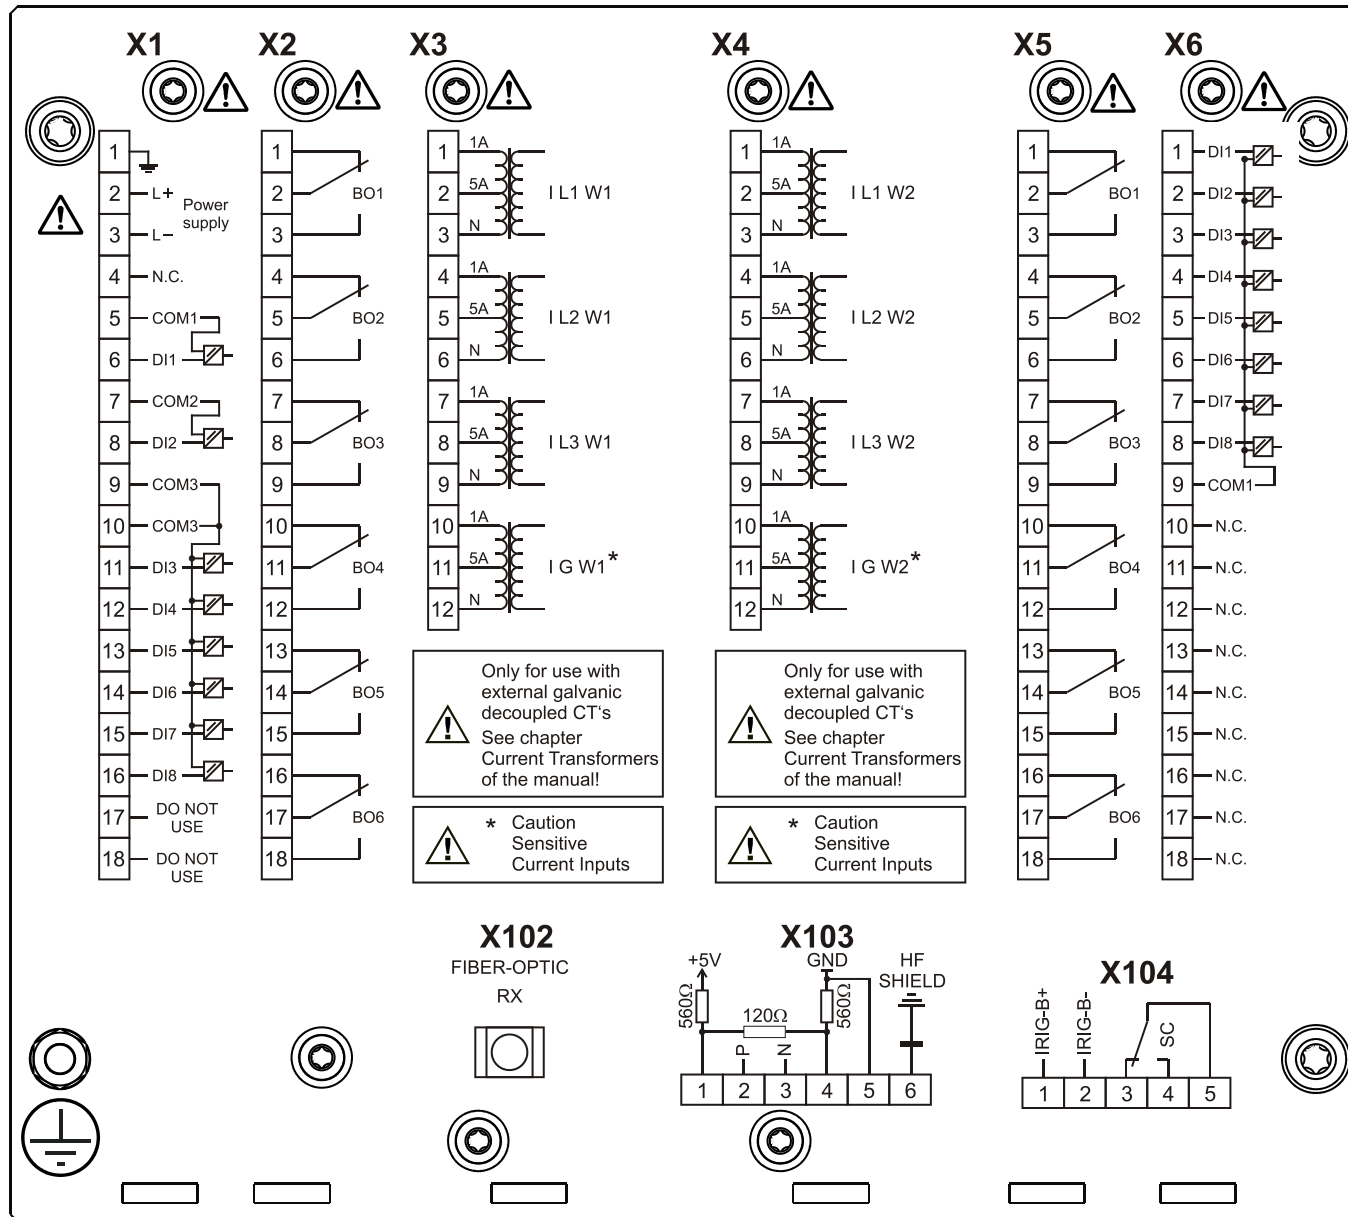 X1 X2 X3 X4 X5 X6
1
2 L+ Power
supply
3 L−
4 N.C.
5 COM1
6 DI1
7 COM2
8 DI2
9 COM3
10 COM3
11 DI3
12 DI4
13 DI5
14 DI6
15 DI7
16 DI8
17 DO NOT
USE
18 DO NOT
USE
1
2 BO1
3
4
5 BO2
6
7
8 BO3
9
10
11 BO4
12
13
14 BO5
15
16
17 BO6
18
1 1A
2 5A I L1 W1
3 N
4 1A
5 5A I L2 W1
6 N
7 1A
8 5A I L3 W1
9 N
10 1A
11 5A I G W1*
12 N
Only for use with
external galvanic
decoupled CT‘s
See chapter
Current Transformers
of the manual!
* Caution
Sensitive
Current Inputs
1 1A
2 5A I L1 W2
3 N
4 1A
5 5A I L2 W2
6 N
7 1A
8 5A I L3 W2
9 N
10 1A
11 5A I G W2*
12 N
Only for use with
external galvanic
decoupled CT‘s
See chapter
Current Transformers
of the manual!
* Caution
Sensitive
Current Inputs
1
2 BO1
3
4
5 BO2
6
7
8 BO3
9
10
11 BO4
12
13
14 BO5
15
16
17 BO6
18
1 DI1
2 DI2
3 DI3
4 DI4
5 DI5
6 DI6
7 DI7
8 DI8
9 COM1
10 N.C.
11 N.C.
12 N.C.
13 N.C.
14 N.C.
15 N.C.
16 N.C.
17 N.C.
18 N.C.
X102
FIBER-OPTIC
RX
X103
+5V GND HF
SHIELD
560Ω 120Ω 560Ω
P N
1 2 3 4 5 6
X104
IRIG-B+ IRIG-B- SC
1 2 3 4 5